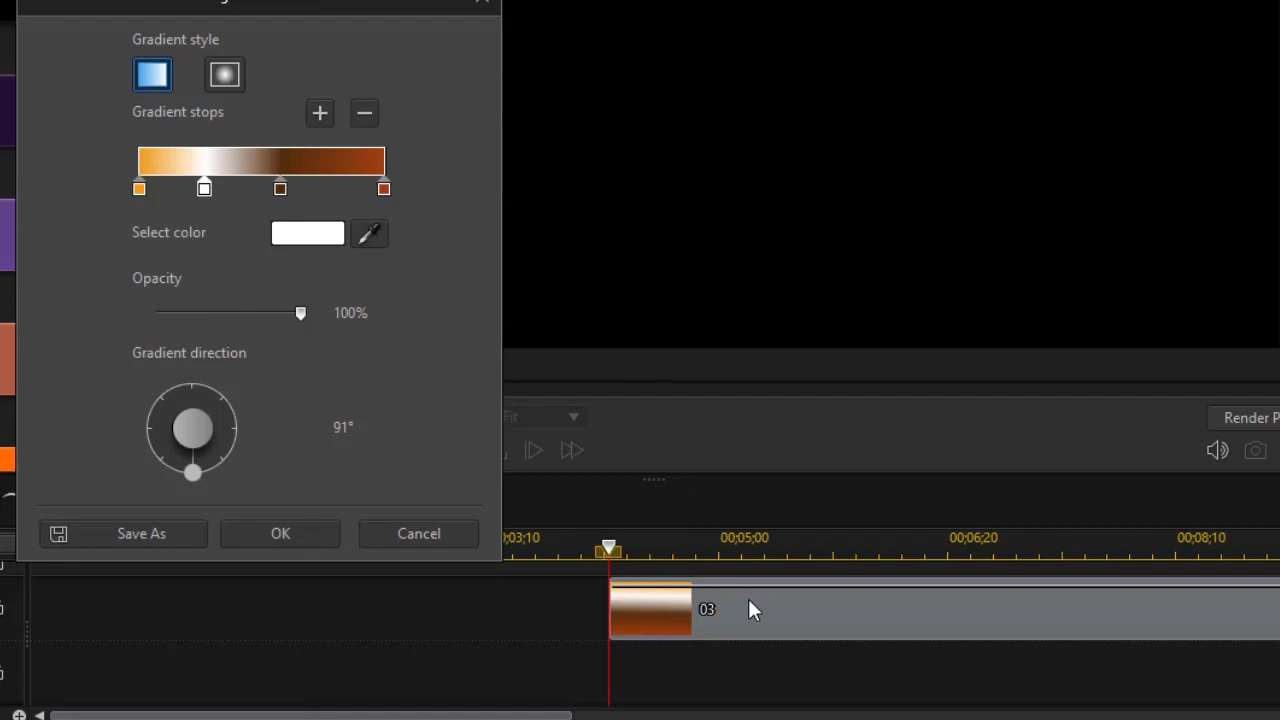 Gradient style
Gradient stops
Select color
Opacity
100%
Gradient direction
91°
Fit
Render P
Save As
OK
Cancel
03;10
00;05;00
00;06;20
00;08;10
03